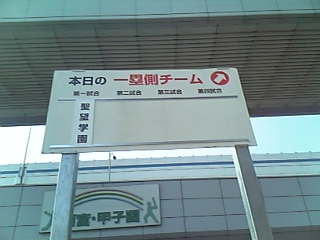 本日の 一塁側チーム
第一試合 第二試合 第三試合 第四試合
聖望学園
宮・甲子園